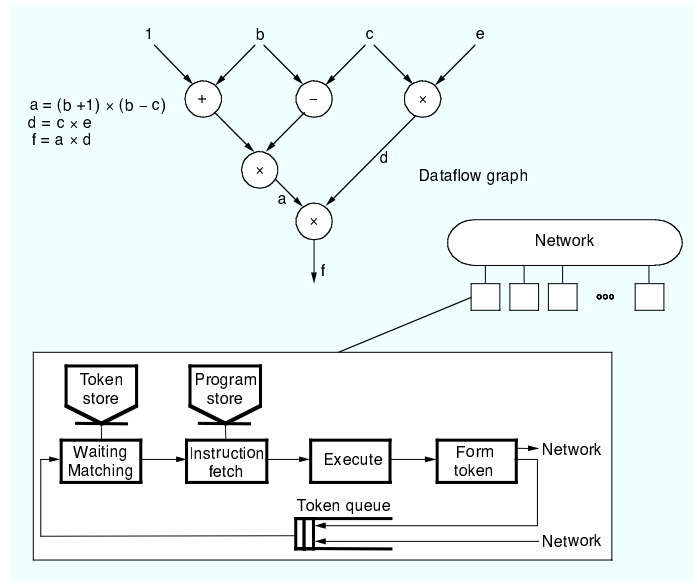 1 b c e
+ − ×
a = (b +1) × (b − c)
d = c × e
f = a × d
×
d
Dataflow graph
a
×
f
Network
Token
store
Program
store
Waiting
Matching
Instruction
fetch
Execute
Form
token
Network
Token queue
Network